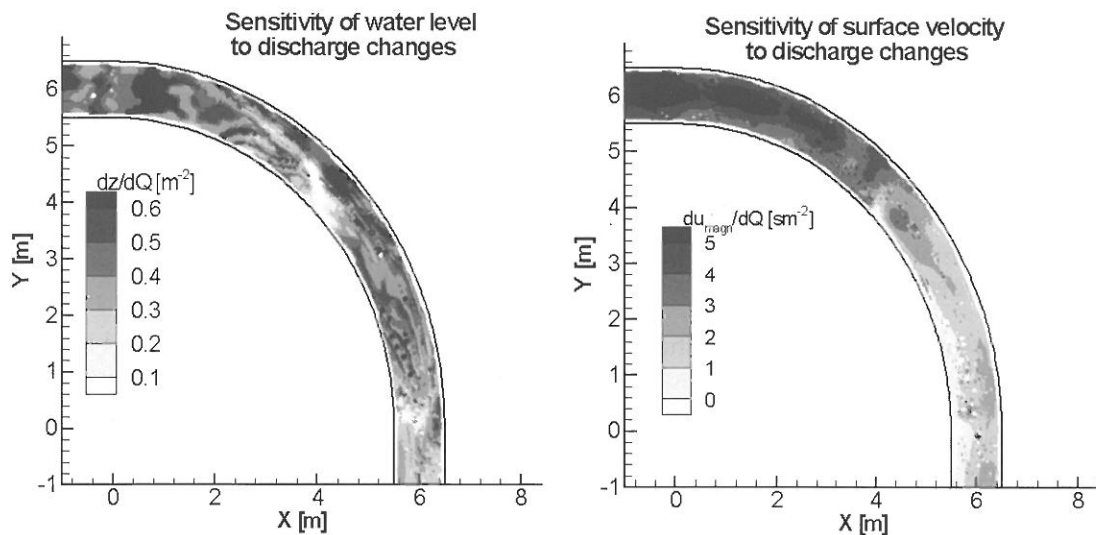 Sensitivity of water level
to discharge changes
6
5
4
3
2
1
0
-1
Y [m]
dz/dQ [m⁻²]
0.6
0.5
0.4
0.3
0.2
0.1
0 2 4 6 8
X [m]
Sensitivity of surface velocity
to discharge changes
6
5
4
3
2
1
0
-1
Y [m]
du_magn/dQ [sm⁻²]
5
4
3
2
1
0
0 2 4 6 8
X [m]